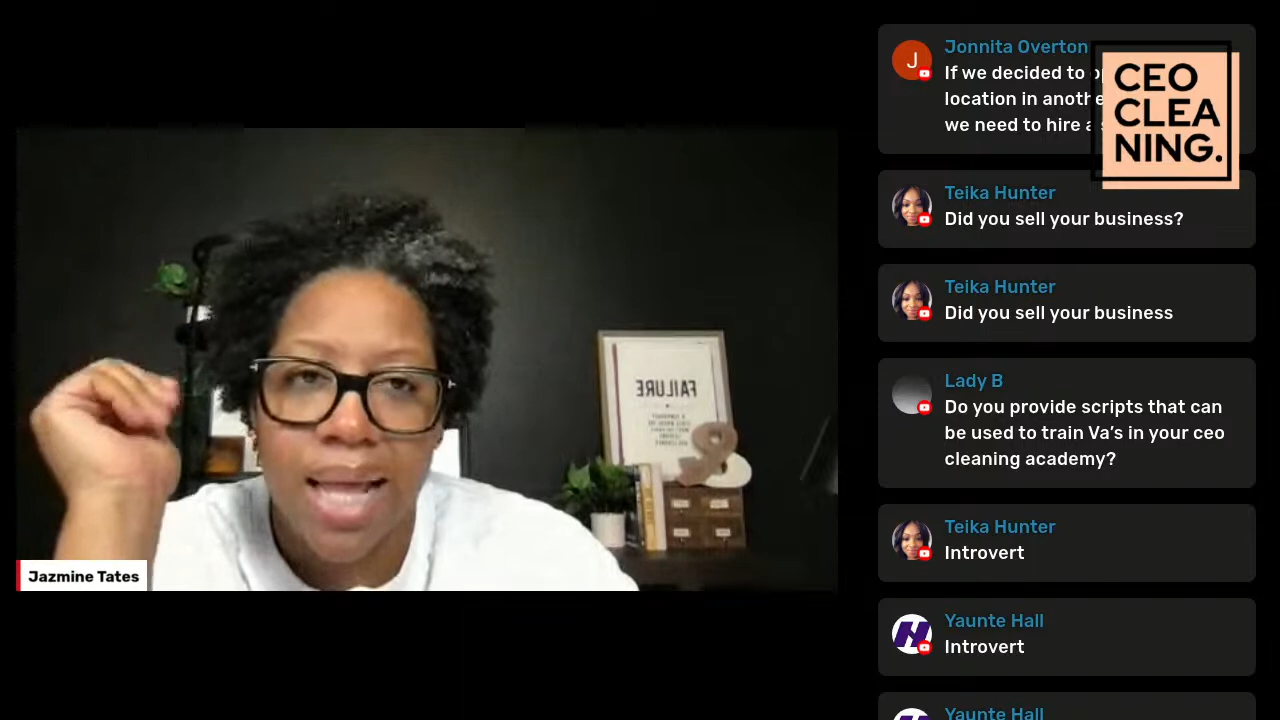 Jonnita Overton
If we decided to
location in anothe
we need to hire a
CEO
CLEA
NING.
Teika Hunter
Did you sell your business?
Teika Hunter
Did you sell your business
Lady B
Do you provide scripts that can
be used to train Va's in your ceo
cleaning academy?
Teika Hunter
Introvert
Yaunte Hall
Introvert
Yaunte Hall
FAILURE
Jazmine Tates